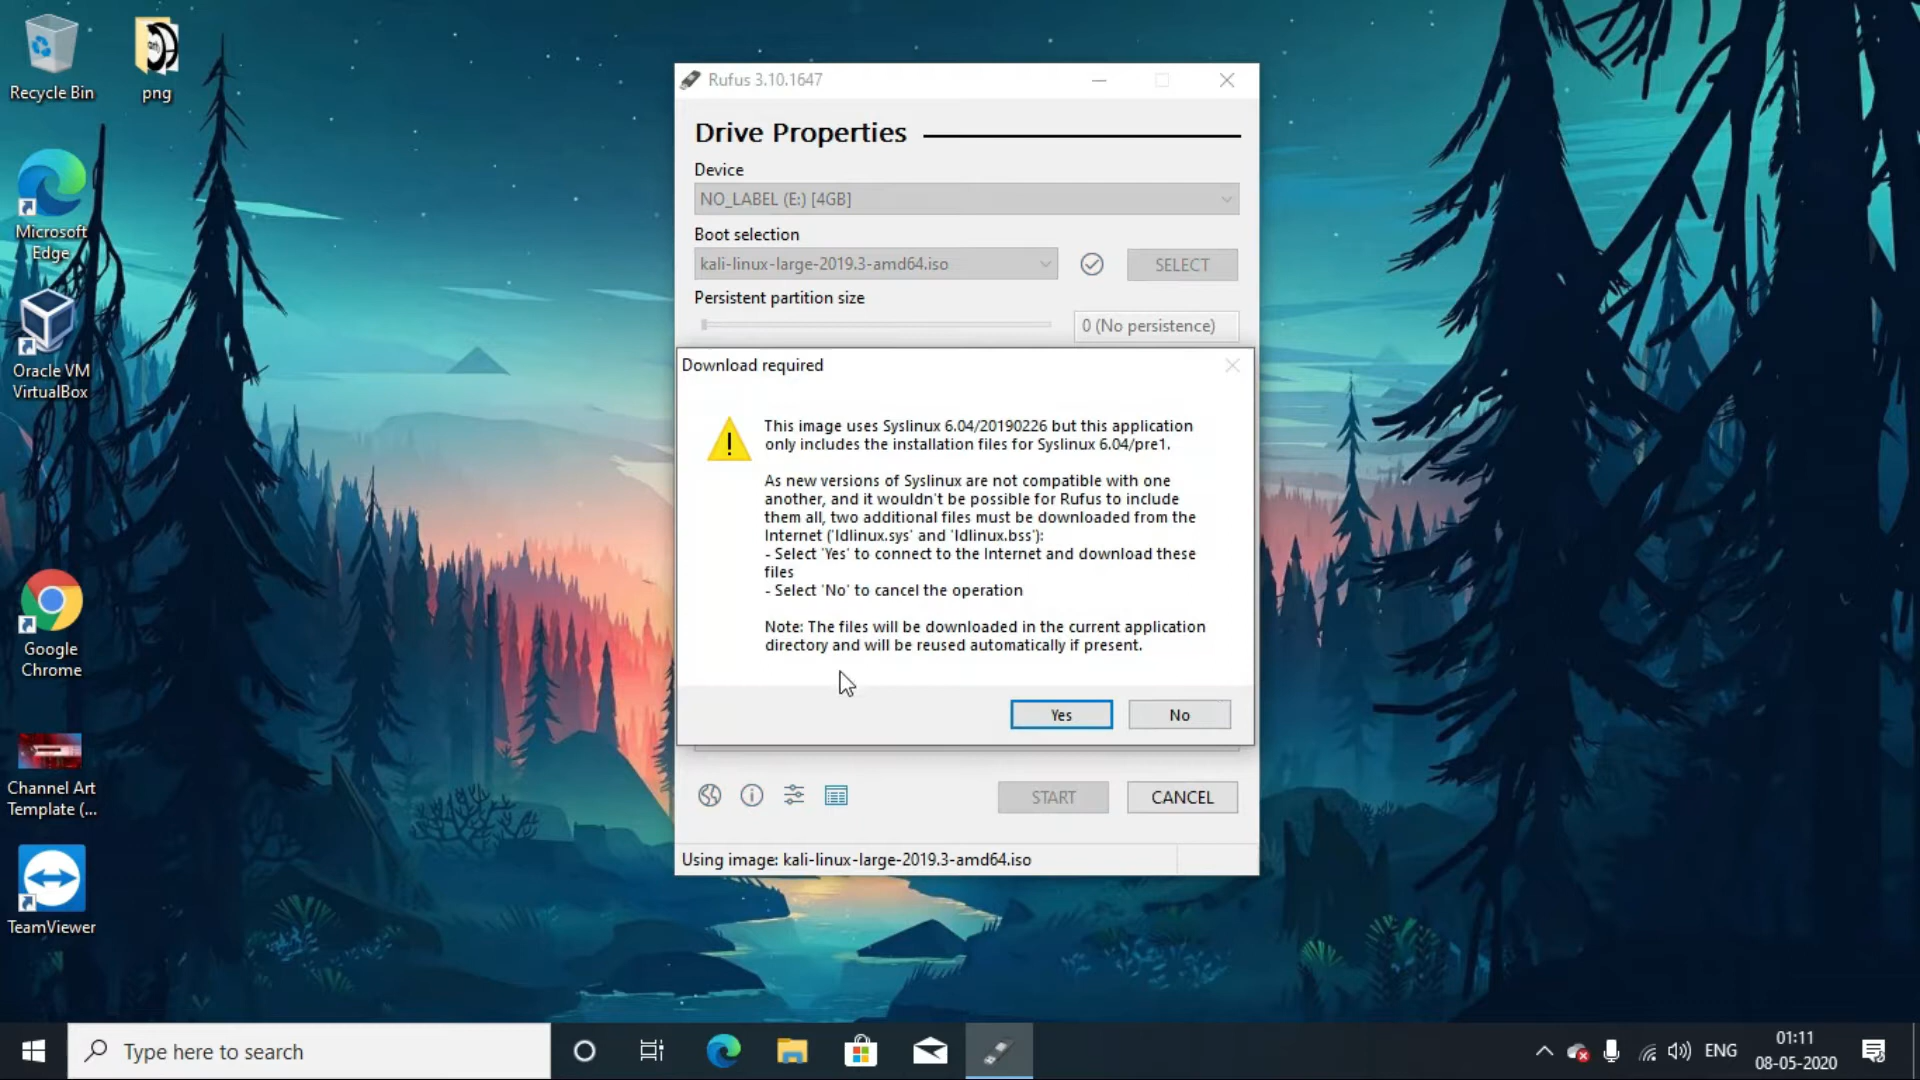 Recycle Bin
png
Microsoft
Edge
Oracle VM
VirtualBox
Google
Chrome
Channel Art
Template (...
TeamViewer
Rufus 3.10.1647
Drive Properties
Device
NO_LABEL (E:) [4GB]
Boot selection
kali-linux-large-2019.3-amd64.iso
SELECT
Persistent partition size
0 (No persistence)
Download required
This image uses Syslinux 6.04/20190226 but this application
only includes the installation files for Syslinux 6.04/pre1.
As new versions of Syslinux are not compatible with one
another, and it wouldn't be possible for Rufus to include
them all, two additional files must be downloaded from the
Internet ('ldlinux.sys' and 'ldlinux.bss'):
- Select 'Yes' to connect to the Internet and download these
files
- Select 'No' to cancel the operation
Note: The files will be downloaded in the current application
directory and will be reused automatically if present.
Yes
No
START
CANCEL
Using image: kali-linux-large-2019.3-amd64.iso
Type here to search
ENG
01:11
08-05-2020